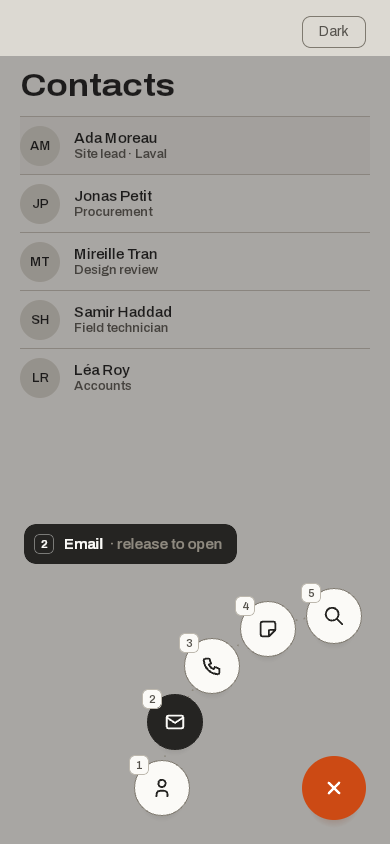 Dark
Contacts
AM
Ada Moreau
Site lead · Laval
JP
Jonas Petit
Procurement
MT
Mireille Tran
Design review
SH
Samir Haddad
Field technician
LR
Léa Roy
Accounts
2 Email · release to open
5
4
3
2
1